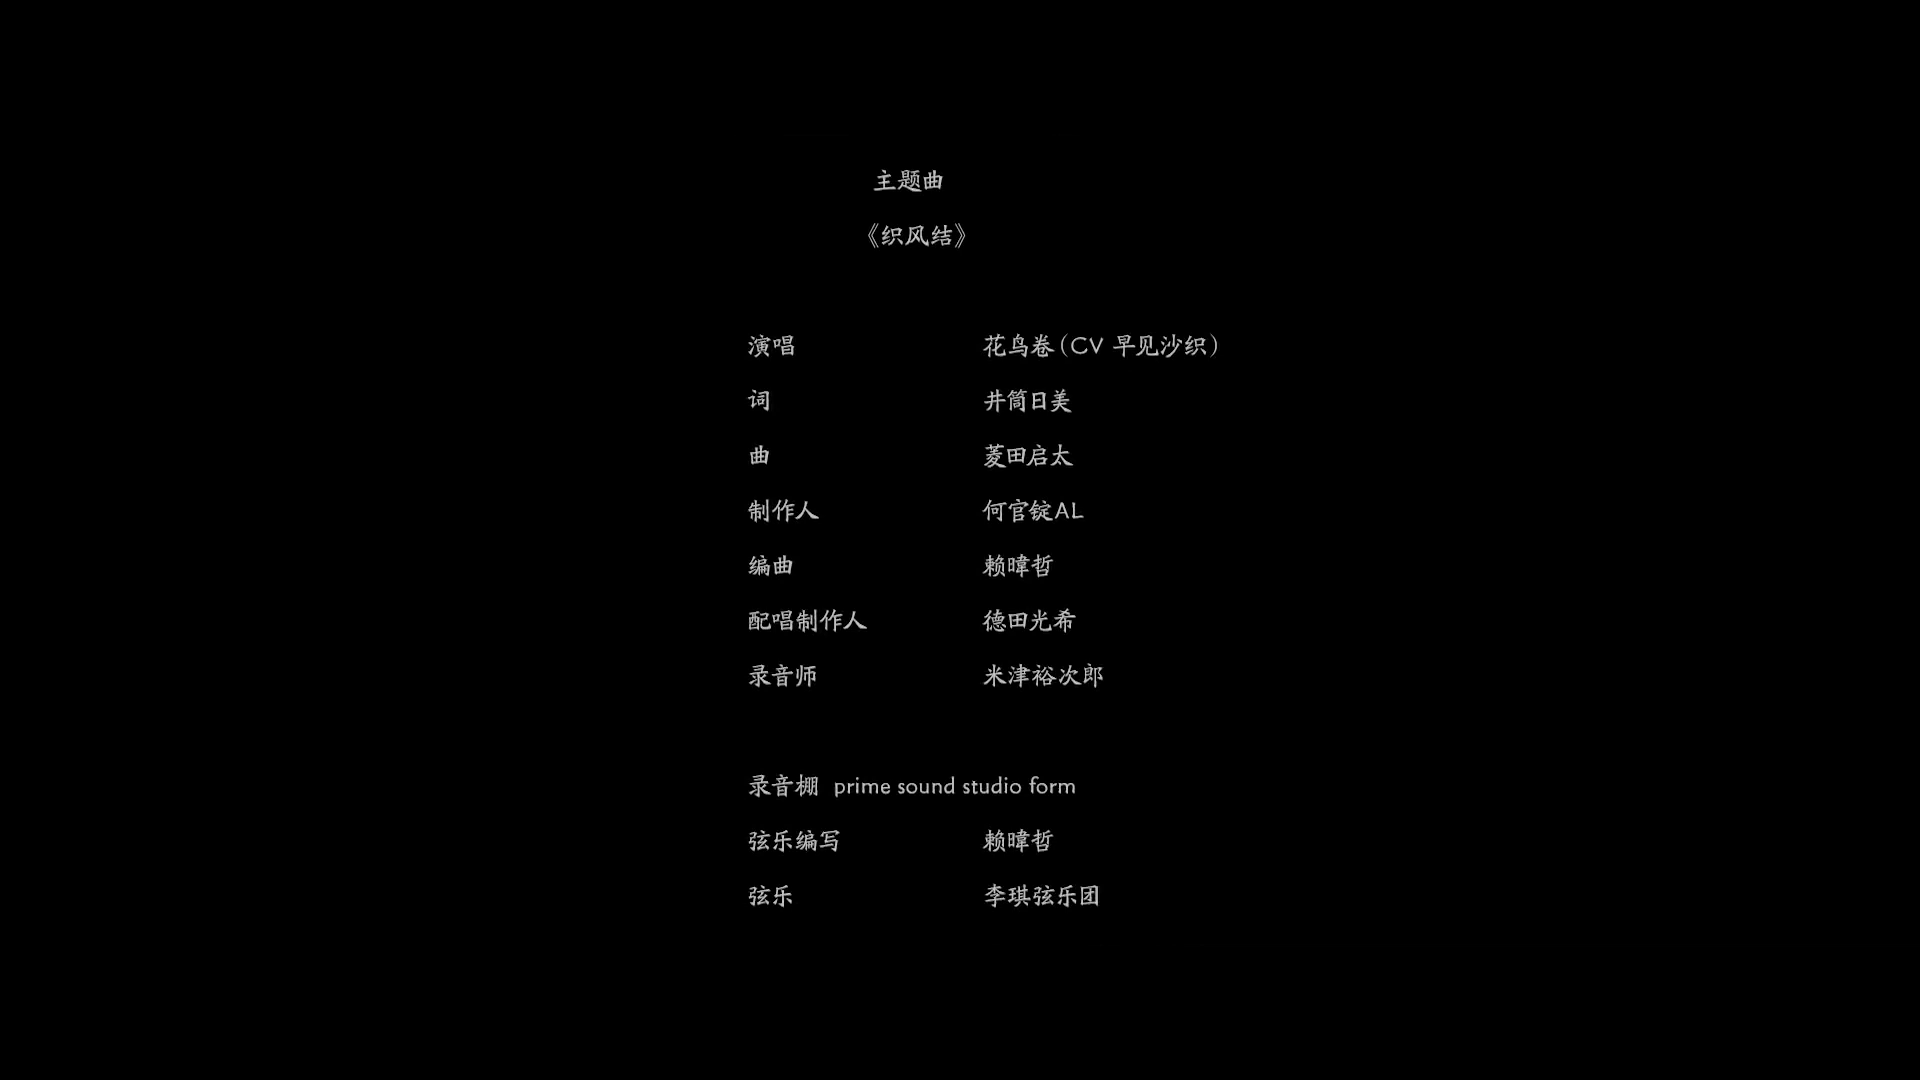 主题曲
《织风结》
演唱 花鸟卷（CV 早见沙织）
词 井筒日美
曲 菱田启太
制作人 何官锭AL
编曲 赖暐哲
配唱制作人 德田光希
录音师 米津裕次郎
录音棚 prime sound studio form
弦乐编写 赖暐哲
弦乐 李琪弦乐团